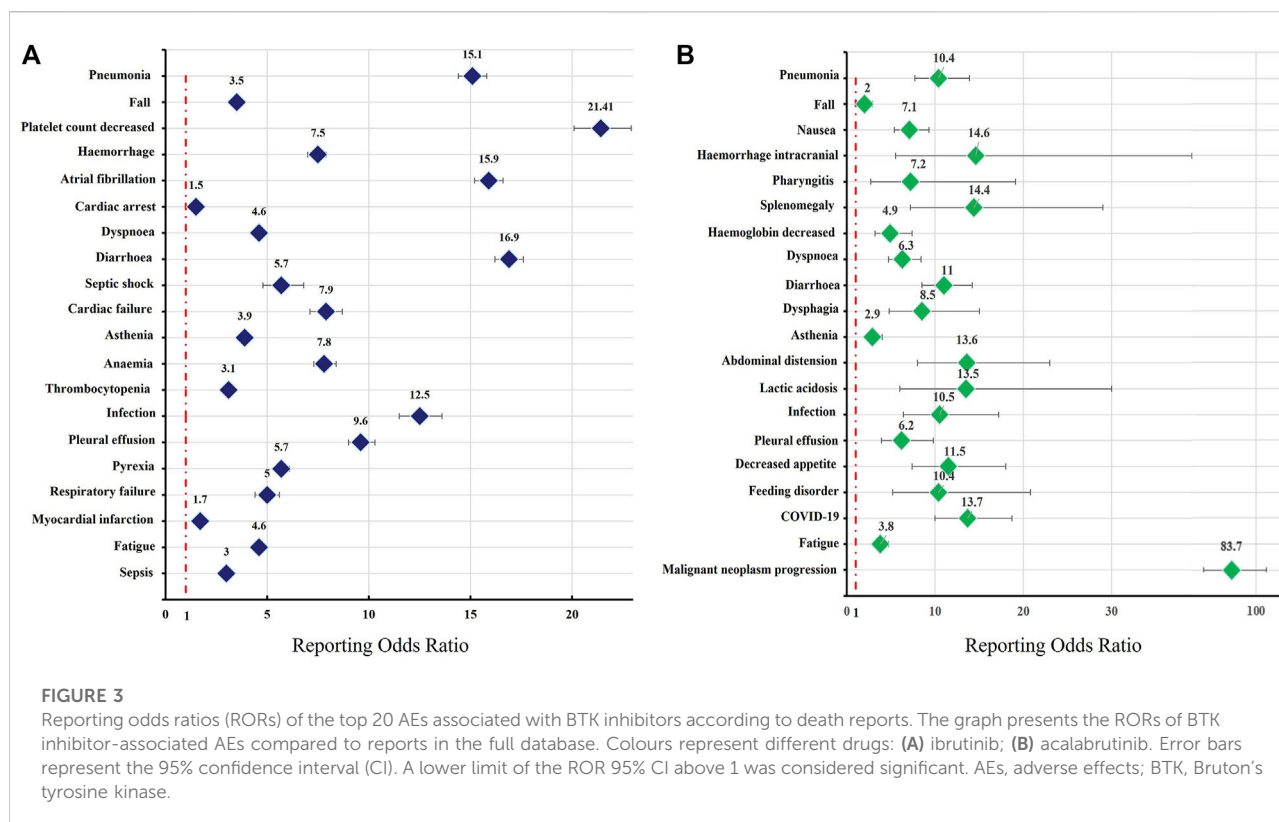 A
Pneumonia 15.1
Fall 3.5
Platelet count decreased 21.41
Haemorrhage 7.5
Atrial fibrillation 15.9
Cardiac arrest 1.5
Dyspnoea 4.6
Diarrhoea 16.9
Septic shock 5.7
Cardiac failure 7.9
Asthenia 3.9
Anaemia 7.8
Thrombocytopenia 3.1
Infection 12.5
Pleural effusion 9.6
Pyrexia 5.7
Respiratory failure 5
Myocardial infarction 1.7
Fatigue 4.6
Sepsis 3
0 1 5 10 15 20
Reporting Odds Ratio
B
Pneumonia 10.4
Fall 2
Nausea 7.1
Haemorrhage intracranial 14.6
Pharyngitis 7.2
Splenomegaly 14.4
Haemoglobin decreased 4.9
Dyspnoea 6.3
Diarrhoea 11
Dysphagia 8.5
Asthenia 2.9
Abdominal distension 13.6
Lactic acidosis 13.5
Infection 10.5
Pleural effusion 6.2
Decreased appetite 11.5
Feeding disorder 10.4
COVID-19 13.7
Fatigue 3.8
Malignant neoplasm progression 83.7
0 1 10 20 30 100
Reporting Odds Ratio
FIGURE 3
Reporting odds ratios (RORs) of the top 20 AEs associated with BTK inhibitors according to death reports. The graph presents the RORs of BTK
inhibitor-associated AEs compared to reports in the full database. Colours represent different drugs: (A) ibrutinib; (B) acalabrutinib. Error bars
represent the 95% confidence interval (CI). A lower limit of the ROR 95% CI above 1 was considered significant. AEs, adverse effects; BTK, Bruton's
tyrosine kinase.